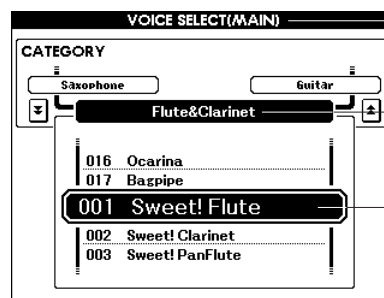 VOICE SELECT(MAIN)
CATEGORY
Saxophone
Guitar
Flute&Clarinet
016 Ocarina
017 Bagpipe
001 Sweet! Flute
002 Sweet! Clarinet
003 Sweet! PanFlute